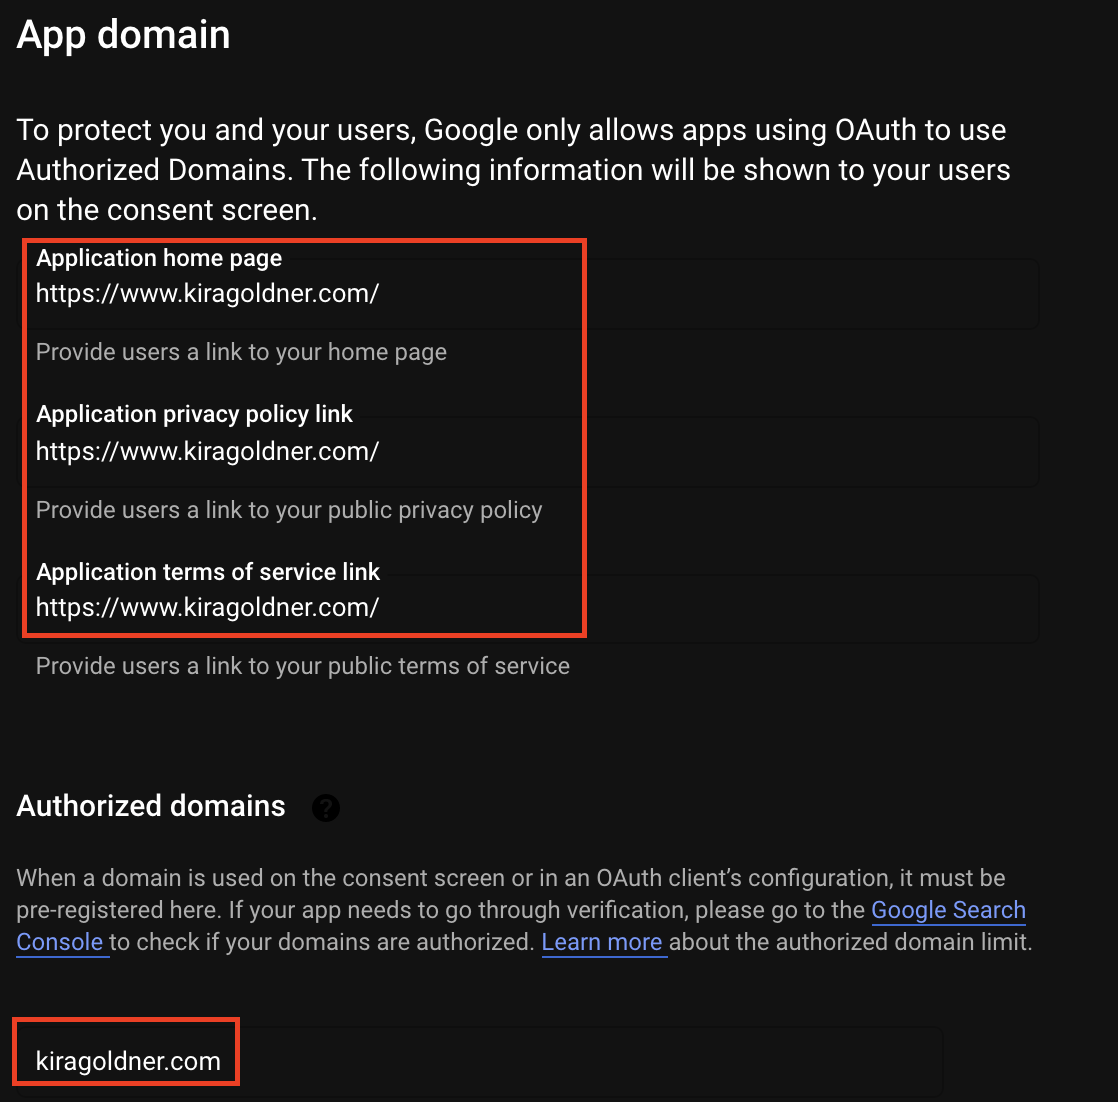 App domain
To protect you and your users, Google only allows apps using OAuth to use
Authorized Domains. The following information will be shown to your users
on the consent screen.
Application home page
https://www.kiragoldner.com/
Provide users a link to your home page
Application privacy policy link
https://www.kiragoldner.com/
Provide users a link to your public privacy policy
Application terms of service link
https://www.kiragoldner.com/
Provide users a link to your public terms of service
Authorized domains ?
When a domain is used on the consent screen or in an OAuth client’s configuration, it must be
pre-registered here. If your app needs to go through verification, please go to the Google Search
Console to check if your domains are authorized. Learn more about the authorized domain limit.
kiragoldner.com